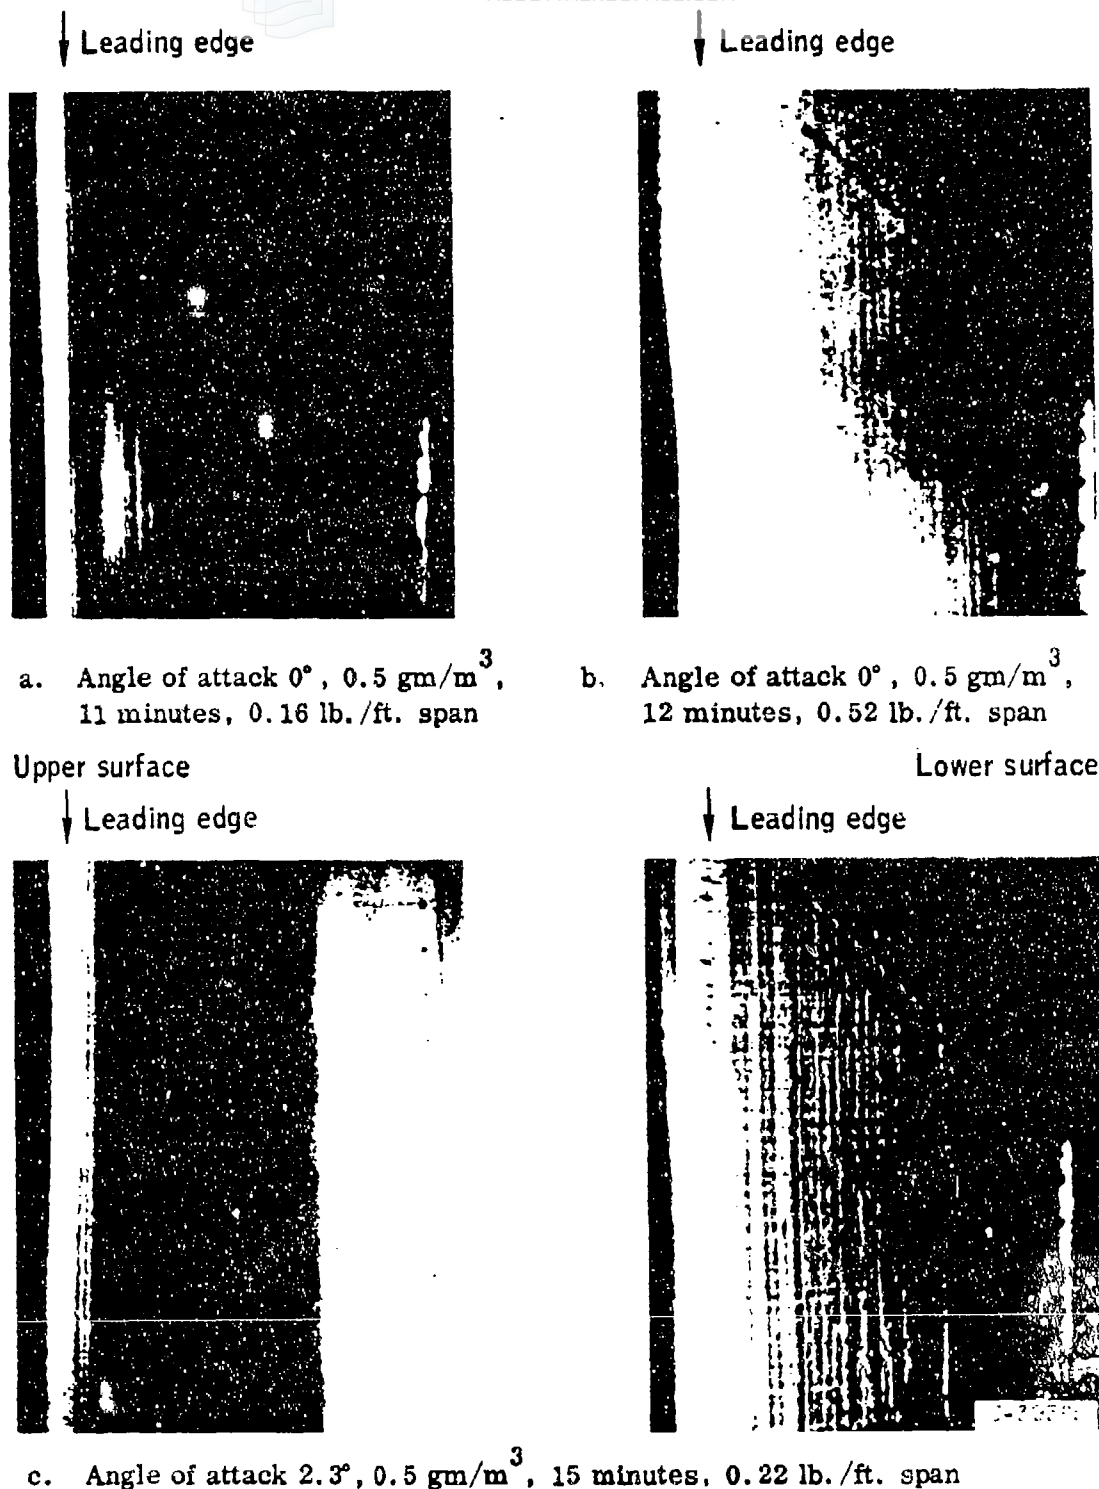 Leading edge
Leading edge
a. Angle of attack 0°, 0.5 gm/m³,
11 minutes, 0.16 lb./ft. span
b. Angle of attack 0°, 0.5 gm/m³,
12 minutes, 0.52 lb./ft. span
Upper surface
Lower surface
Leading edge
Leading edge
c. Angle of attack 2.3°, 0.5 gm/m³, 15 minutes, 0.22 lb./ft. span